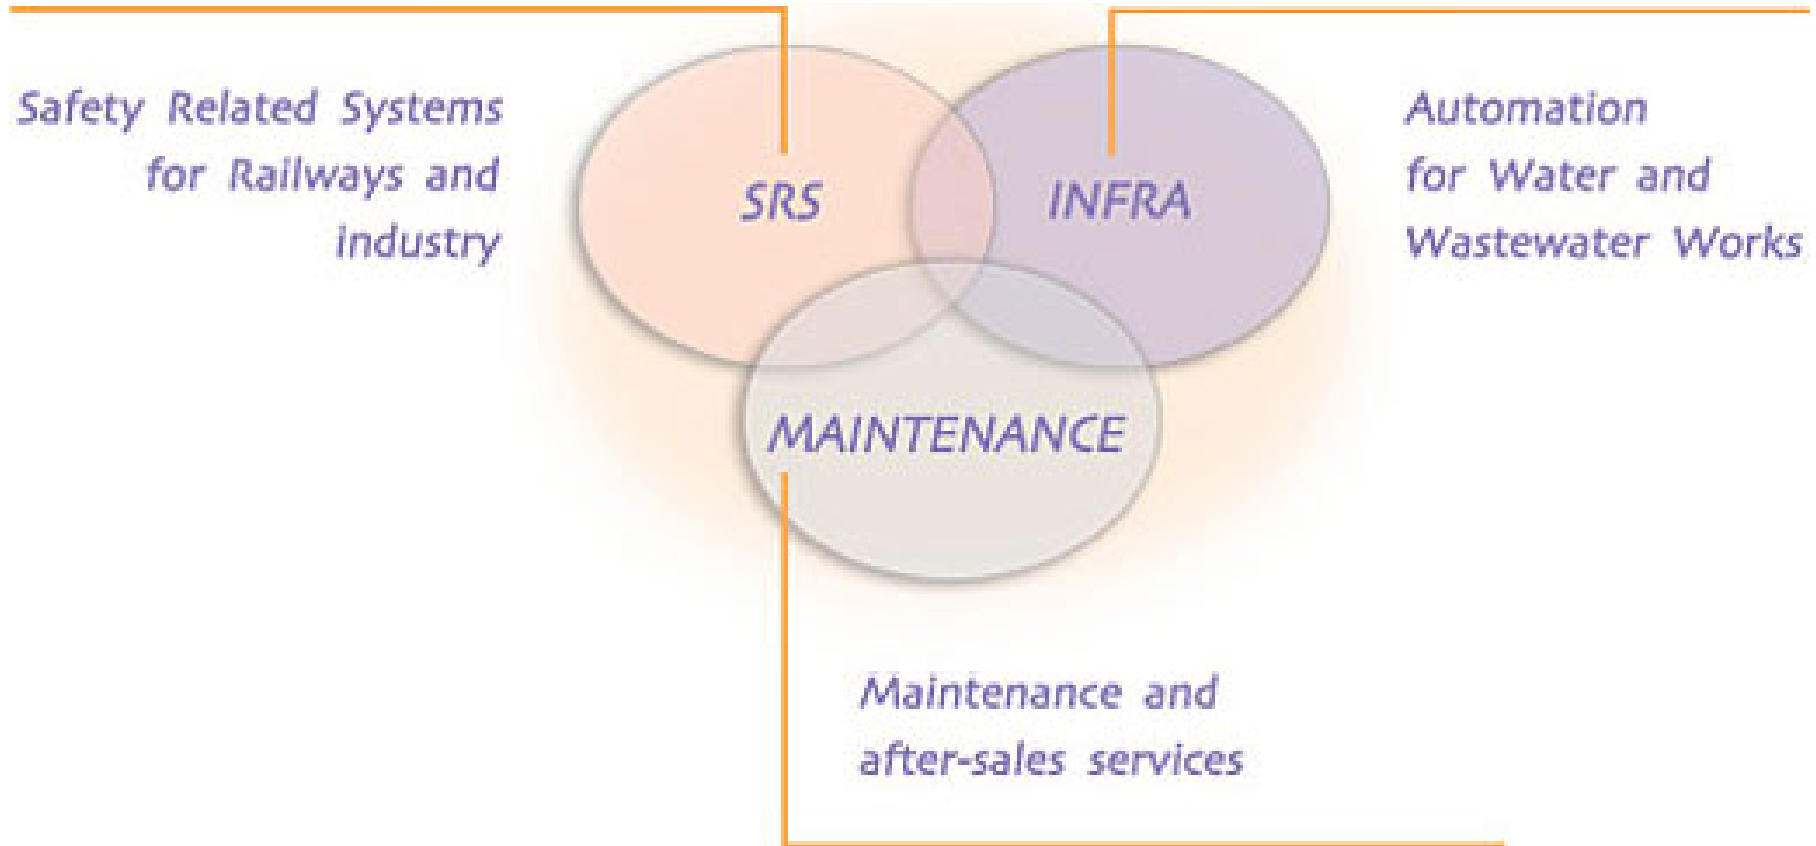 Safety Related Systems
for Railways and
industry
SRS
INFRA
Automation
for Water and
Wastewater Works
MAINTENANCE
Maintenance and
after-sales services